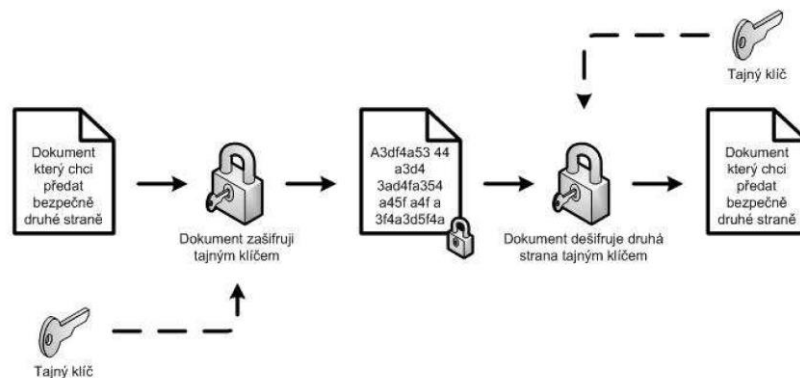 Tajný klíč
Dokument
který chci
předat
bezpečně
druhé straně
A3df4a53 44
a3d4
3ad4fa354
a45f a4f a
3f4a3d5f4a
Dokument
který chci
předat
bezpečně
druhé straně
Dokument zašifruji
tajným klíčem
Dokument dešifruje druhá
strana tajným klíčem
Tajný klíč